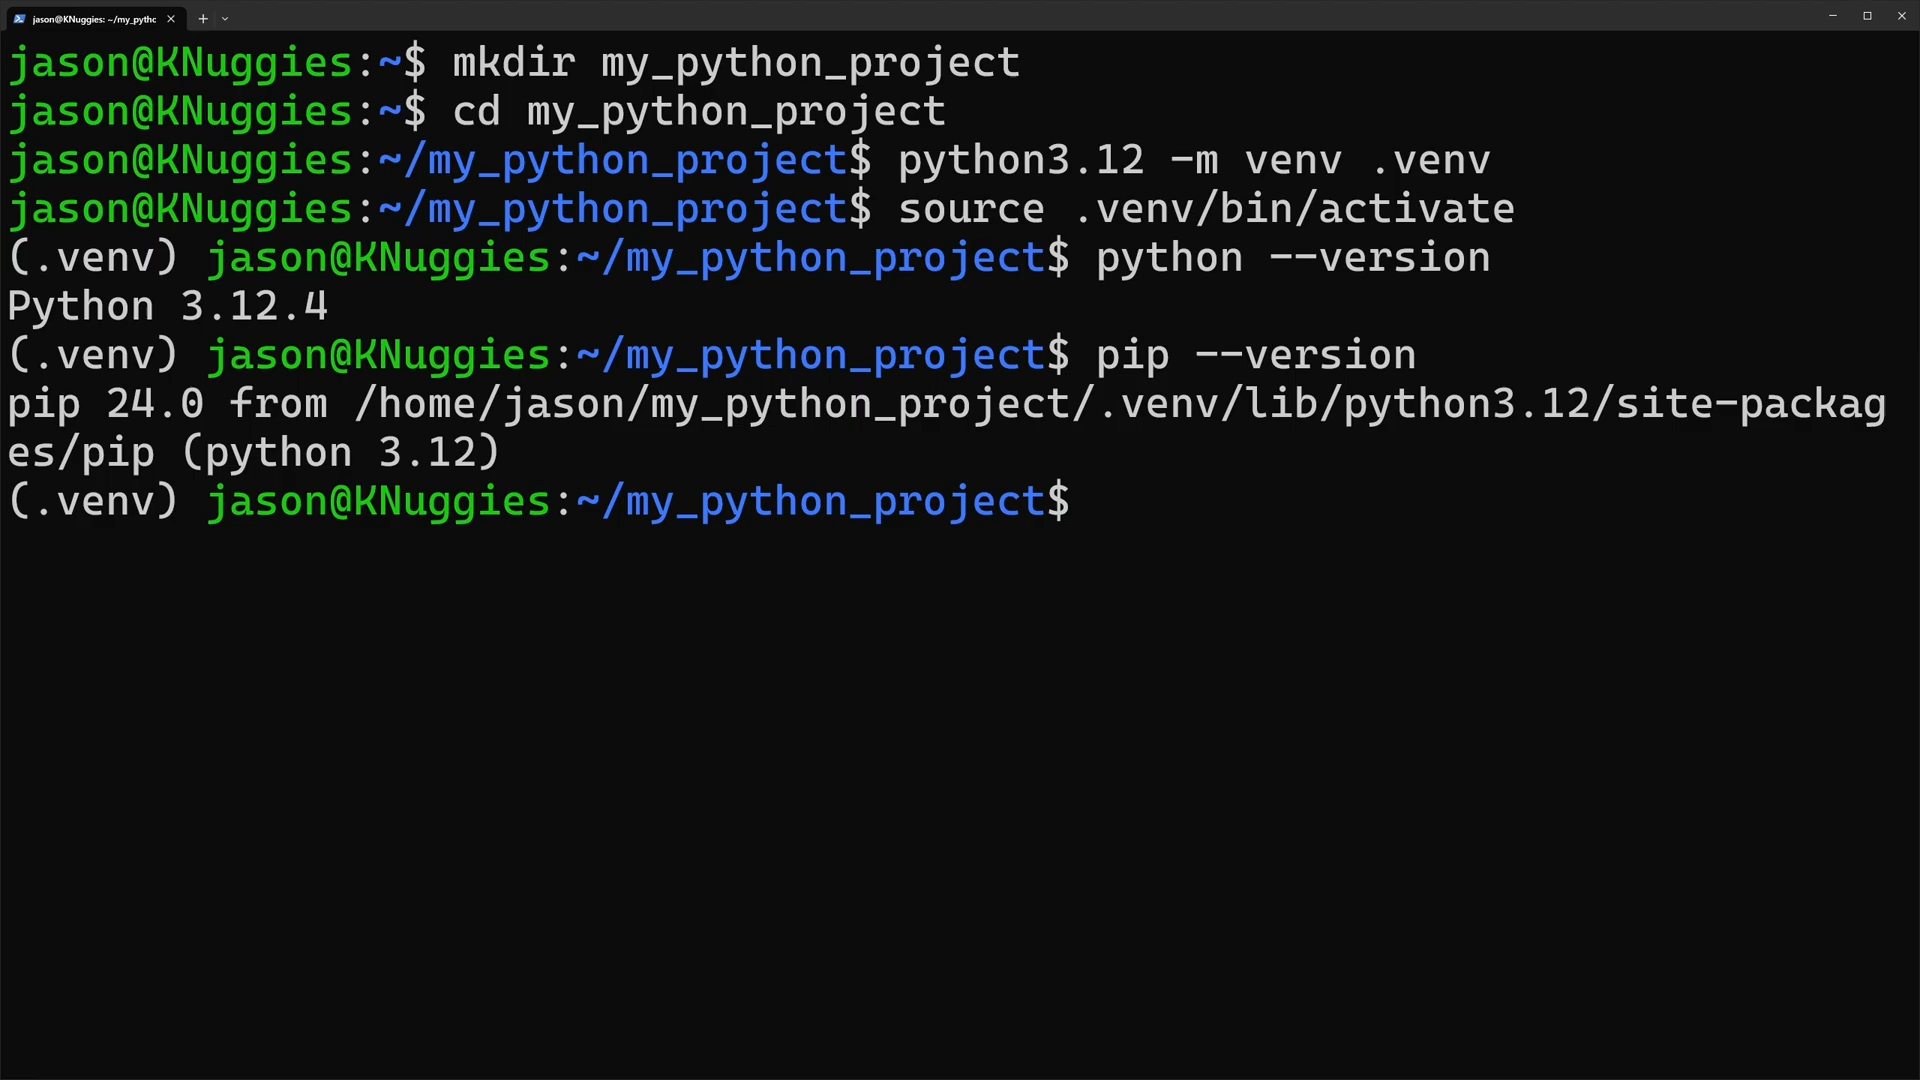 jason@KNuggies: ~/my_pythc
jason@KNuggies:~$ mkdir my_python_project
jason@KNuggies:~$ cd my_python_project
jason@KNuggies:~/my_python_project$ python3.12 -m venv .venv
jason@KNuggies:~/my_python_project$ source .venv/bin/activate
(.venv) jason@KNuggies:~/my_python_project$ python --version
Python 3.12.4
(.venv) jason@KNuggies:~/my_python_project$ pip --version
pip 24.0 from /home/jason/my_python_project/.venv/lib/python3.12/site-packag
es/pip (python 3.12)
(.venv) jason@KNuggies:~/my_python_project$